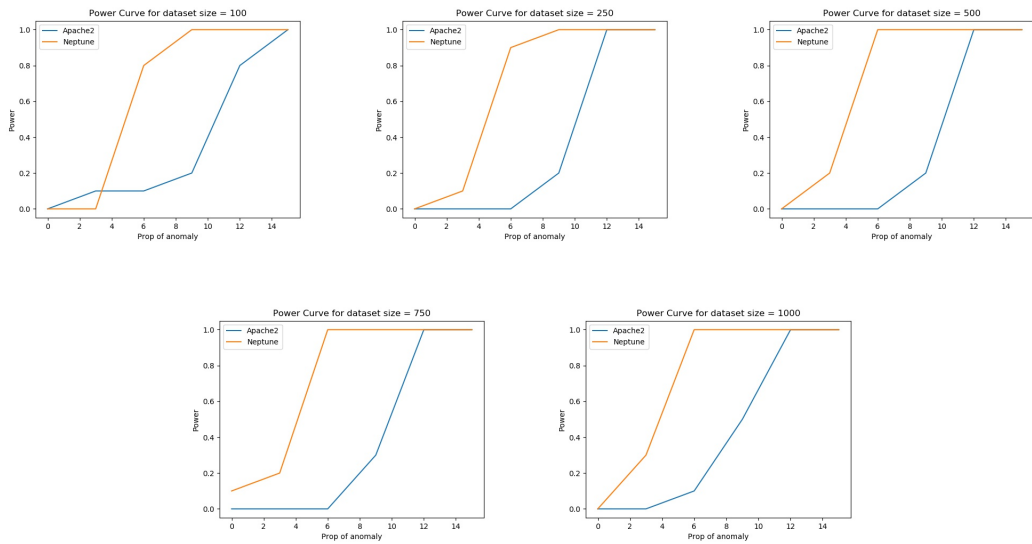 Power Curve for dataset size = 100
Apache2
Neptune
1.0
0.8
0.6
0.4
0.2
0.0
Power
0 2 4 6 8 10 12 14
Prop of anomaly
Power Curve for dataset size = 250
Apache2
Neptune
1.0
0.8
0.6
0.4
0.2
0.0
Power
0 2 4 6 8 10 12 14
Prop of anomaly
Power Curve for dataset size = 500
Apache2
Neptune
1.0
0.8
0.6
0.4
0.2
0.0
Power
0 2 4 6 8 10 12 14
Prop of anomaly
Power Curve for dataset size = 750
Apache2
Neptune
1.0
0.8
0.6
0.4
0.2
0.0
Power
0 2 4 6 8 10 12 14
Prop of anomaly
Power Curve for dataset size = 1000
Apache2
Neptune
1.0
0.8
0.6
0.4
0.2
0.0
Power
0 2 4 6 8 10 12 14
Prop of anomaly